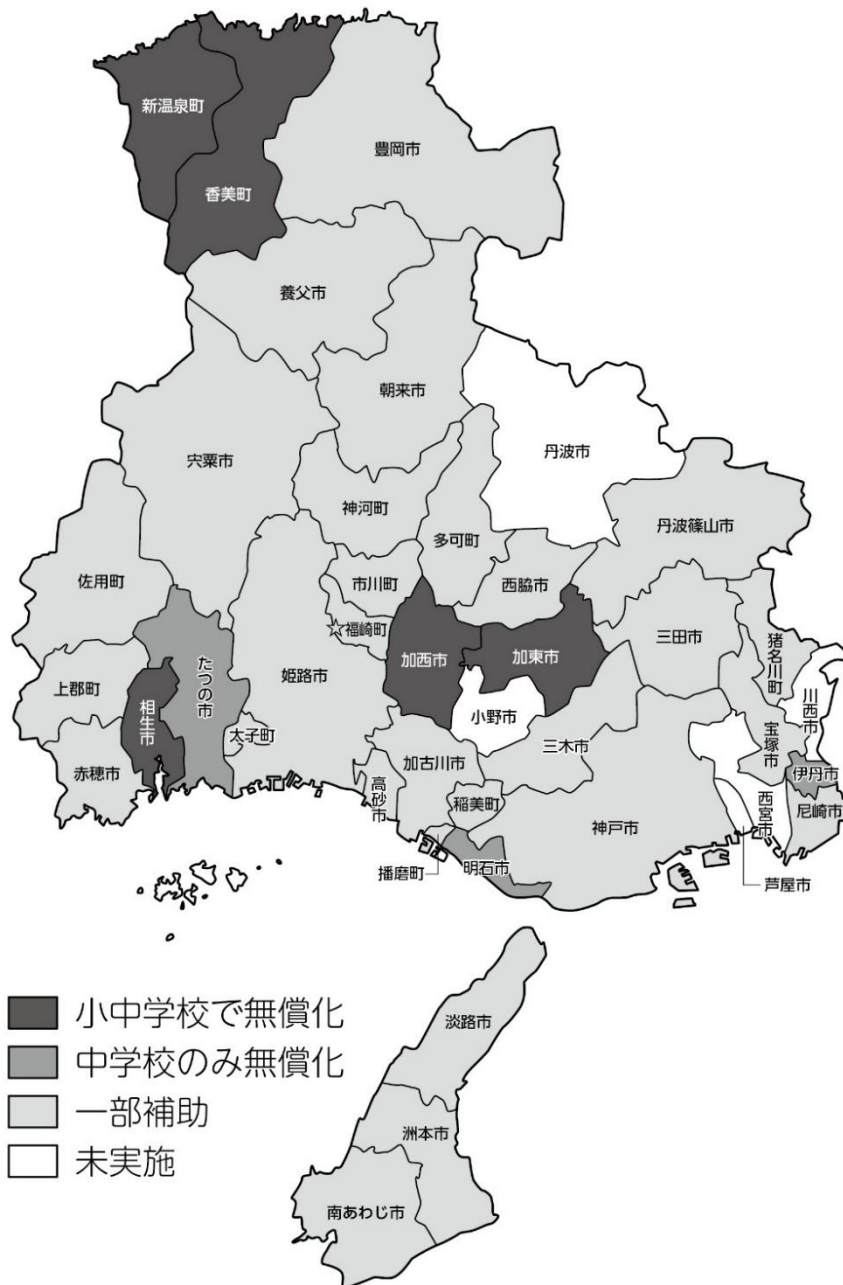 新温泉町
香美町
豊岡市
養父市
朝来市
丹波市
宍粟市
神河町
多可町
丹波篠山市
佐用町
市川町
西脇市
☆福崎町
加西市
加東市
三田市
猪名川町
川西市
上郡町
相生市
たつの市
姫路市
小野市
宝塚市
太子町
三木市
伊丹市
赤穂市
加古川市
高砂市
稲美町
神戸市
西宮市
尼崎市
播磨町
明石市
芦屋市
淡路市
洲本市
南あわじ市
小中学校で無償化
中学校のみ無償化
一部補助
未実施